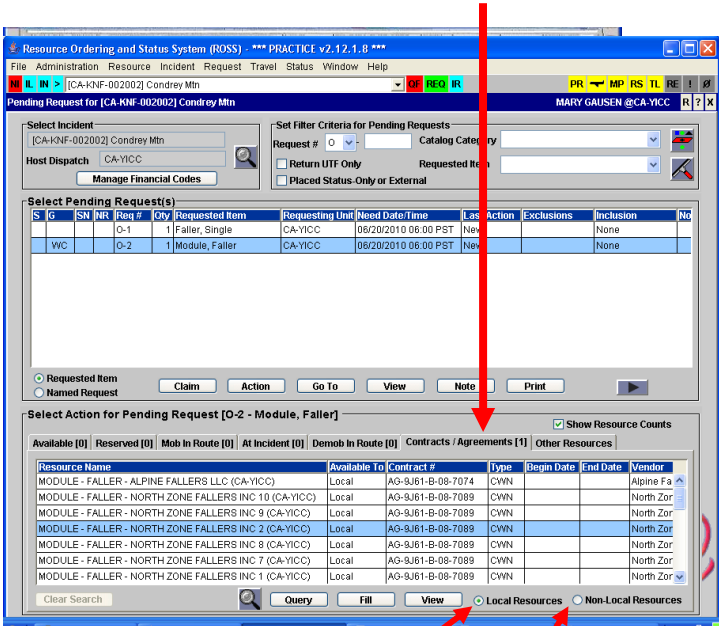 Resource Ordering and Status System (ROSS) - *** PRACTICE v2.12.1.8 ***
File Administration Resource Incident Request Travel Status Window Help
NI IL IN > [CA-KNF-002002] Condrey Mtn OF REQ IR PR MP RS TL RE ! Ø
Pending Request for [CA-KNF-002002] Condrey Mtn MARY GAUSEN @CA-YICC R ? X
Select Incident
[CA-KNF-002002] Condrey Mtn
Host Dispatch CA-YICC
Manage Financial Codes
Set Filter Criteria for Pending Requests
Request # O - Catalog Category
Return UTF Only Requested Item
Placed Status-Only or External
Select Pending Request(s)
S G SN NR Req # Qty Requested Item Requesting Unit Need Date/Time Las Action Exclusions Inclusion No
O-1 1 Faller, Single CA-YICC 06/20/2010 06:00 PST New None
WC O-2 1 Module, Faller CA-YICC 06/20/2010 06:00 PST New None
Requested Item
Named Request
Claim Action Go To View Note Print
Select Action for Pending Request [O-2 - Module, Faller]
Show Resource Counts
Available [0] Reserved [0] Mob In Route [0] At Incident [0] Demob In Route [0] Contracts / Agreements [1] Other Resources
Resource Name Available To Contract # Type Begin Date End Date Vendor
MODULE - FALLER - ALPINE FALLERS LLC (CA-YICC) Local AG-9J61-B-08-7074 CWN Alpine Fa
MODULE - FALLER - NORTH ZONE FALLERS INC 10 (CA-YICC) Local AG-9J61-B-08-7089 CWN North Zor
MODULE - FALLER - NORTH ZONE FALLERS INC 9 (CA-YICC) Local AG-9J61-B-08-7089 CWN North Zor
MODULE - FALLER - NORTH ZONE FALLERS INC 2 (CA-YICC) Local AG-9J61-B-08-7089 CWN North Zor
MODULE - FALLER - NORTH ZONE FALLERS INC 8 (CA-YICC) Local AG-9J61-B-08-7089 CWN North Zor
MODULE - FALLER - NORTH ZONE FALLERS INC 7 (CA-YICC) Local AG-9J61-B-08-7089 CWN North Zor
MODULE - FALLER - NORTH ZONE FALLERS INC 1 (CA-YICC) Local AG-9J61-B-08-7089 CWN North Zor
Clear Search Query Fill View Local Resources Non-Local Resources